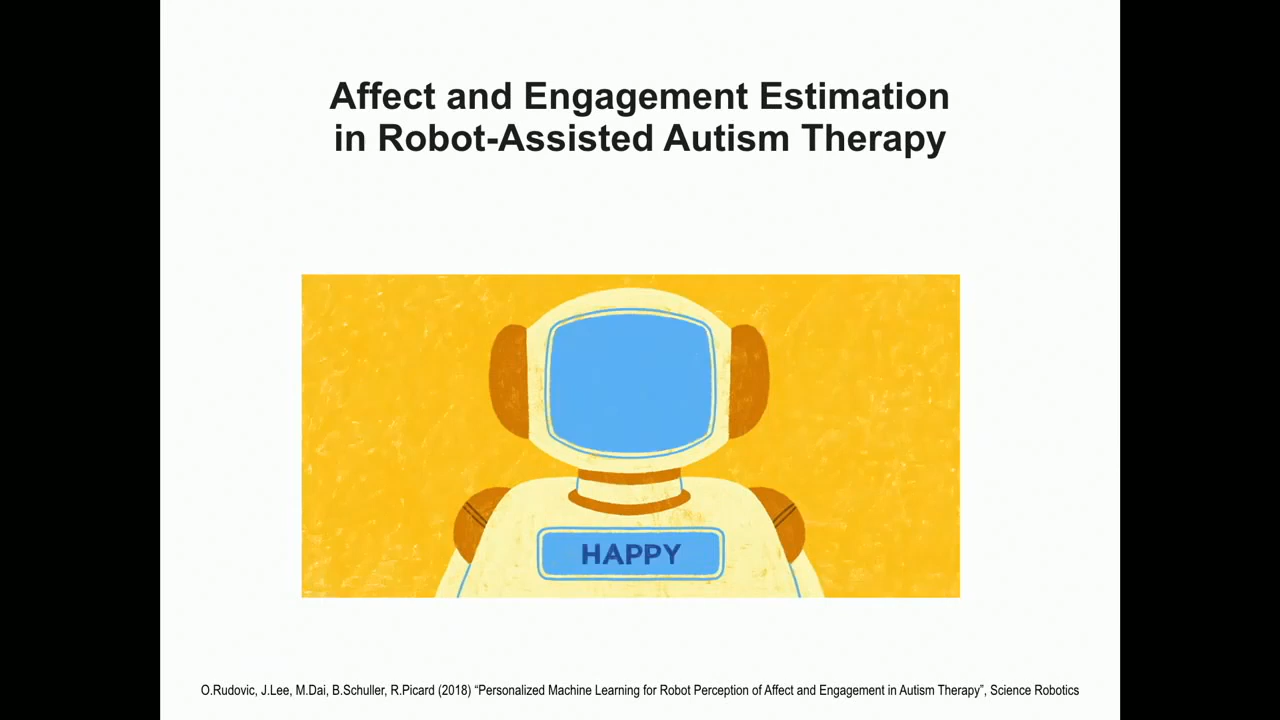 Affect and Engagement Estimation
in Robot-Assisted Autism Therapy
HAPPY
O.Rudovic, J.Lee, M.Dai, B.Schuller, R.Picard (2018) “Personalized Machine Learning for Robot Perception of Affect and Engagement in Autism Therapy”, Science Robotics